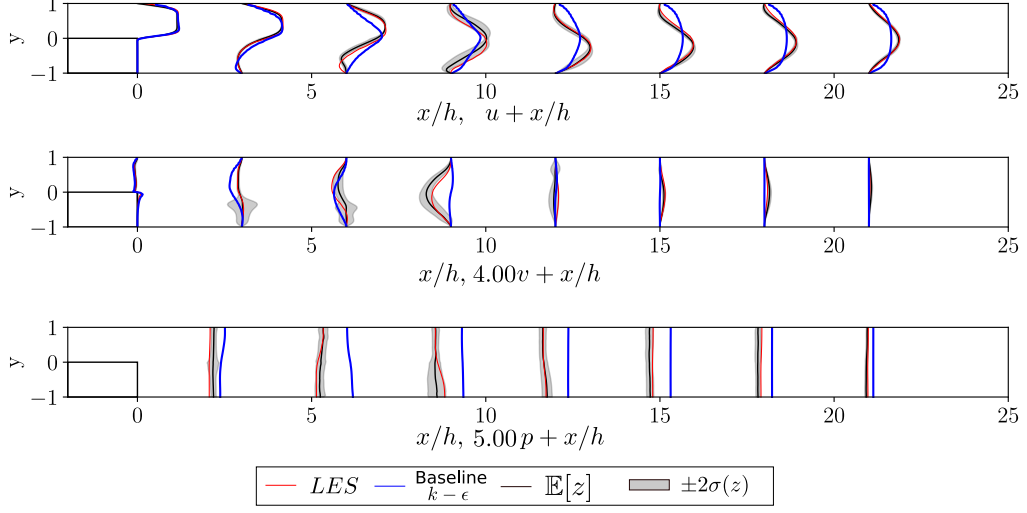 y
1
0
−1
0 5 10 15 20 25
x/h, u + x/h
y
1
0
−1
0 5 10 15 20 25
x/h, 4.00v + x/h
y
1
0
−1
0 5 10 15 20 25
x/h, 5.00p + x/h
LES
Baseline
k − ϵ
𝔼[z]
±2σ(z)